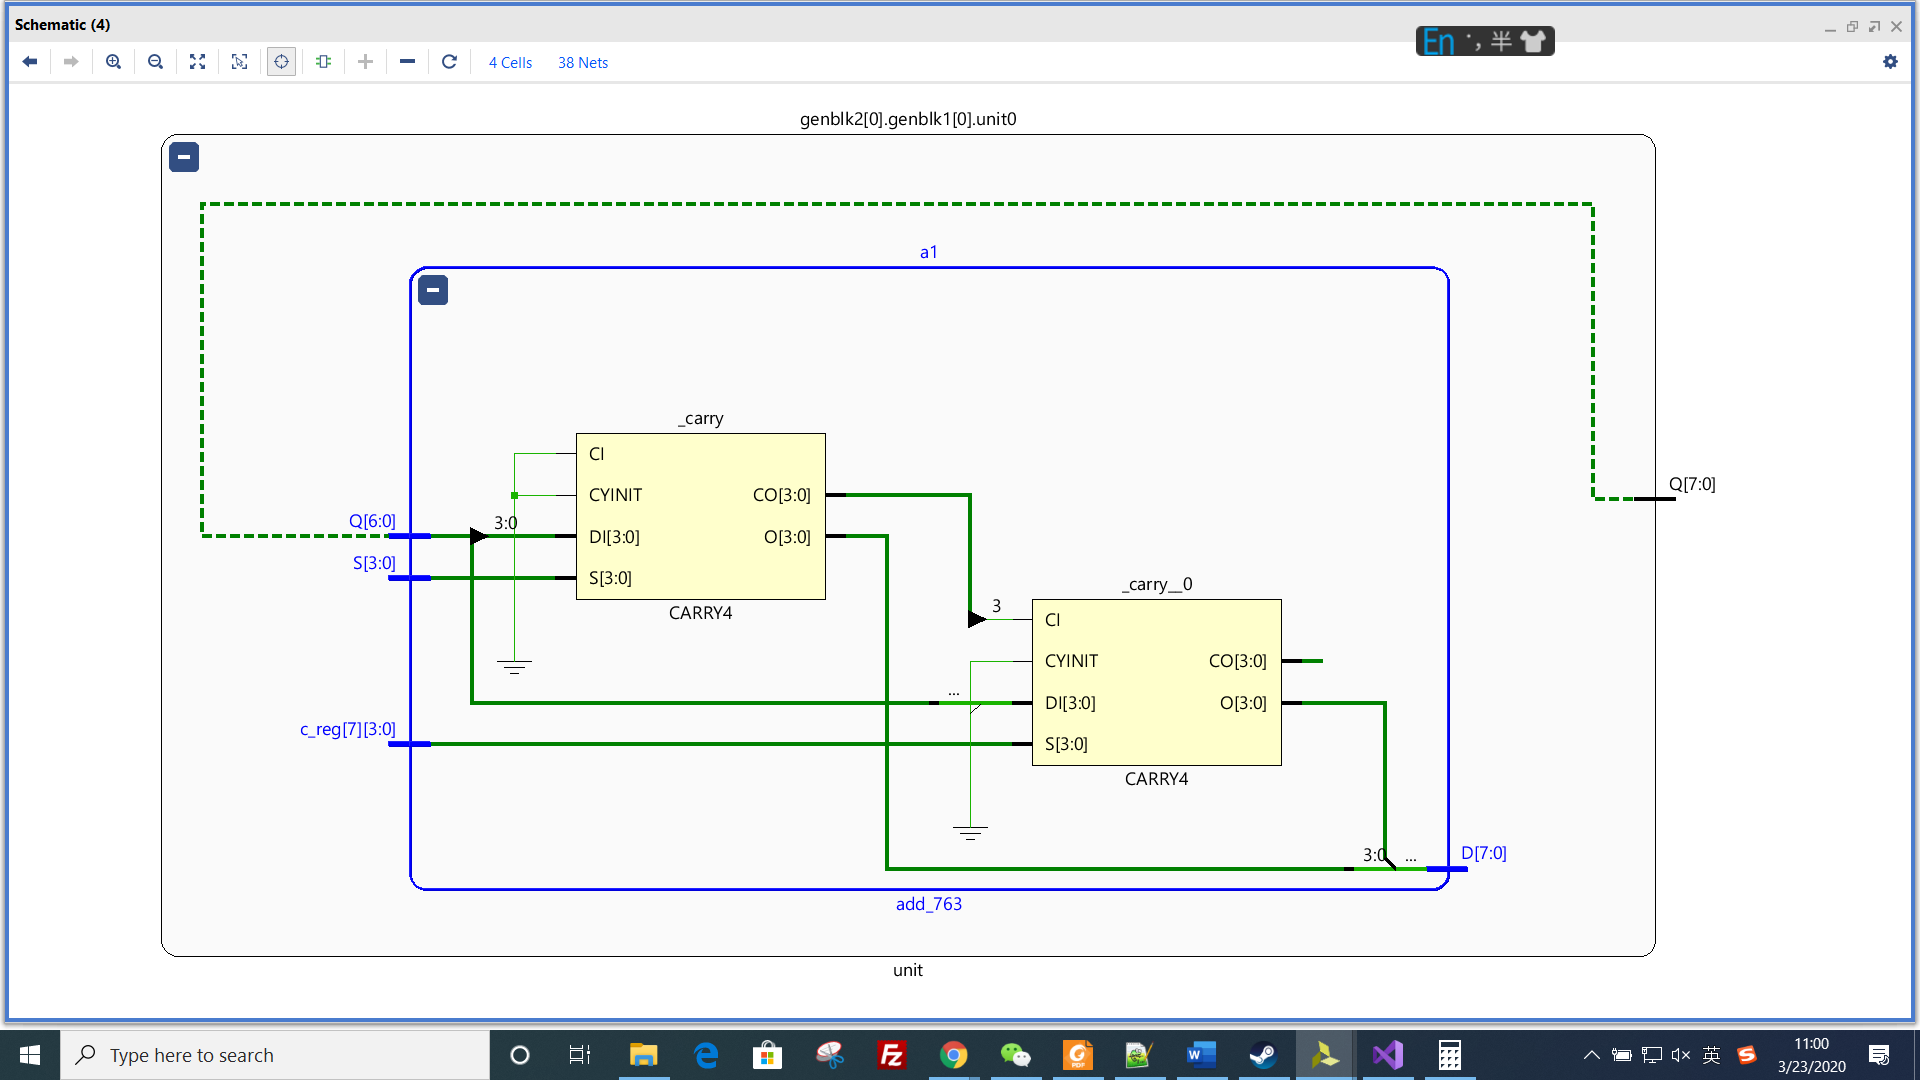 Schematic (4)
En ·, 半
4 Cells 38 Nets
genblk2[0].genblk1[0].unit0
a1
_carry
CI
CYINIT CO[3:0]
Q[6:0] 3:0 DI[3:0] O[3:0]
S[3:0] S[3:0]
CARRY4
Q[7:0]
_carry__0
3 CI
CYINIT CO[3:0]
... DI[3:0] O[3:0]
c_reg[7][3:0] S[3:0]
CARRY4
3:0 ... D[7:0]
add_763
unit
Type here to search
英
11:00
3/23/2020